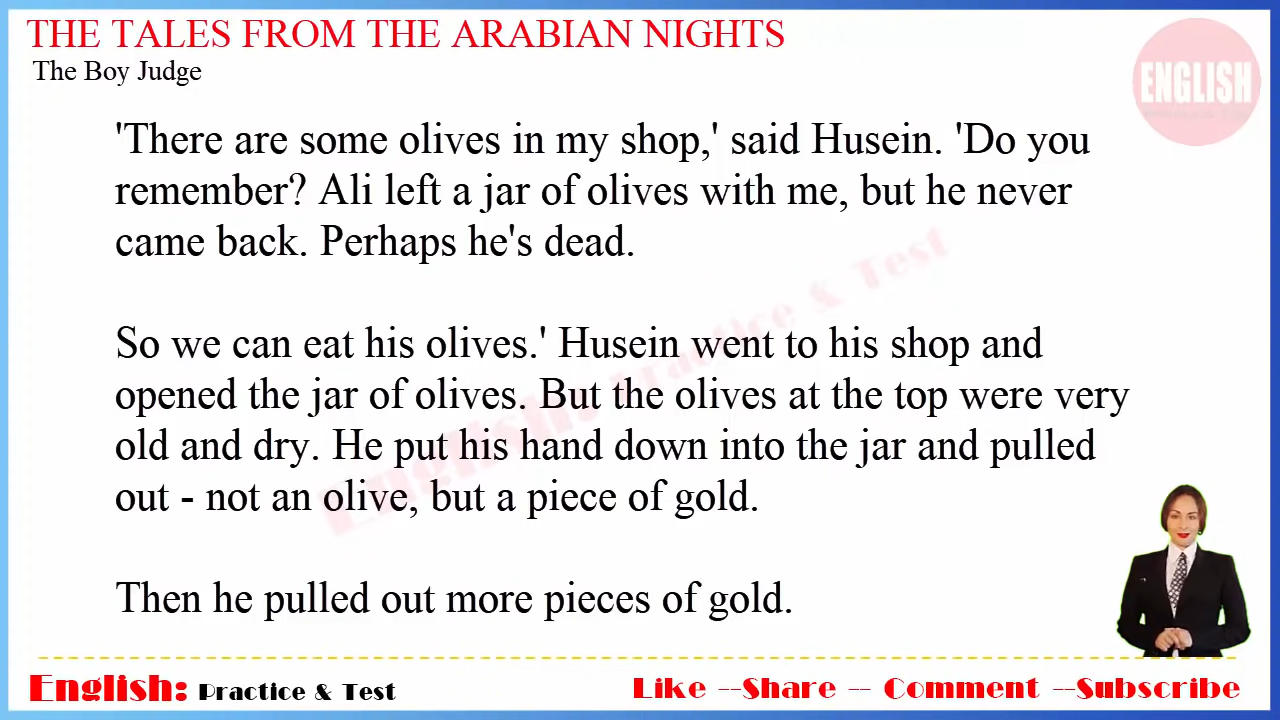 THE TALES FROM THE ARABIAN NIGHTS
The Boy Judge
ENGLISH
'There are some olives in my shop,' said Husein. 'Do you
remember? Ali left a jar of olives with me, but he never
came back. Perhaps he's dead.
So we can eat his olives.' Husein went to his shop and
opened the jar of olives. But the olives at the top were very
old and dry. He put his hand down into the jar and pulled
out - not an olive, but a piece of gold.
Then he pulled out more pieces of gold.
English: Practice & Test
English: Practice & Test
Like --Share -- Comment --Subscribe